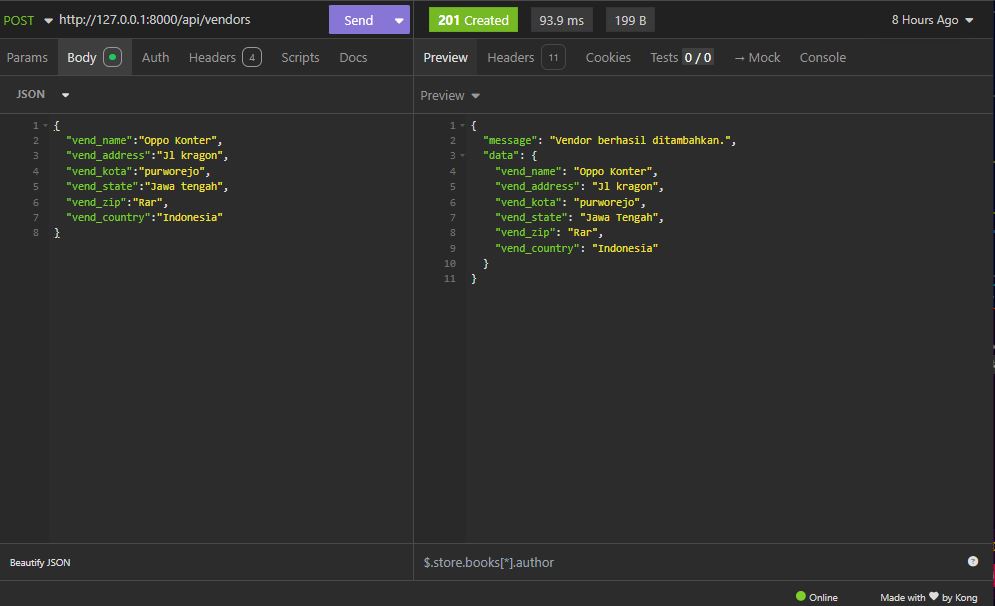 POST http://127.0.0.1:8000/api/vendors Send 201 Created 93.9 ms 199 B 8 Hours Ago
Params Body Auth Headers 4 Scripts Docs Preview Headers 11 Cookies Tests 0 / 0 → Mock Console
JSON
Preview
1 {
2 "vend_name":"Oppo Konter",
3 "vend_address":"Jl kragon",
4 "vend_kota":"purworejo",
5 "vend_state":"Jawa tengah",
6 "vend_zip":"Rar",
7 "vend_country":"Indonesia"
8 }
1 {
2 "message": "Vendor berhasil ditambahkan.",
3 "data": {
4 "vend_name": "Oppo Konter",
5 "vend_address": "Jl kragon",
6 "vend_kota": "purworejo",
7 "vend_state": "Jawa Tengah",
8 "vend_zip": "Rar",
9 "vend_country": "Indonesia"
10 }
11 }
Beautify JSON
$.store.books[*].author ?
Online Made with ♥ by Kong